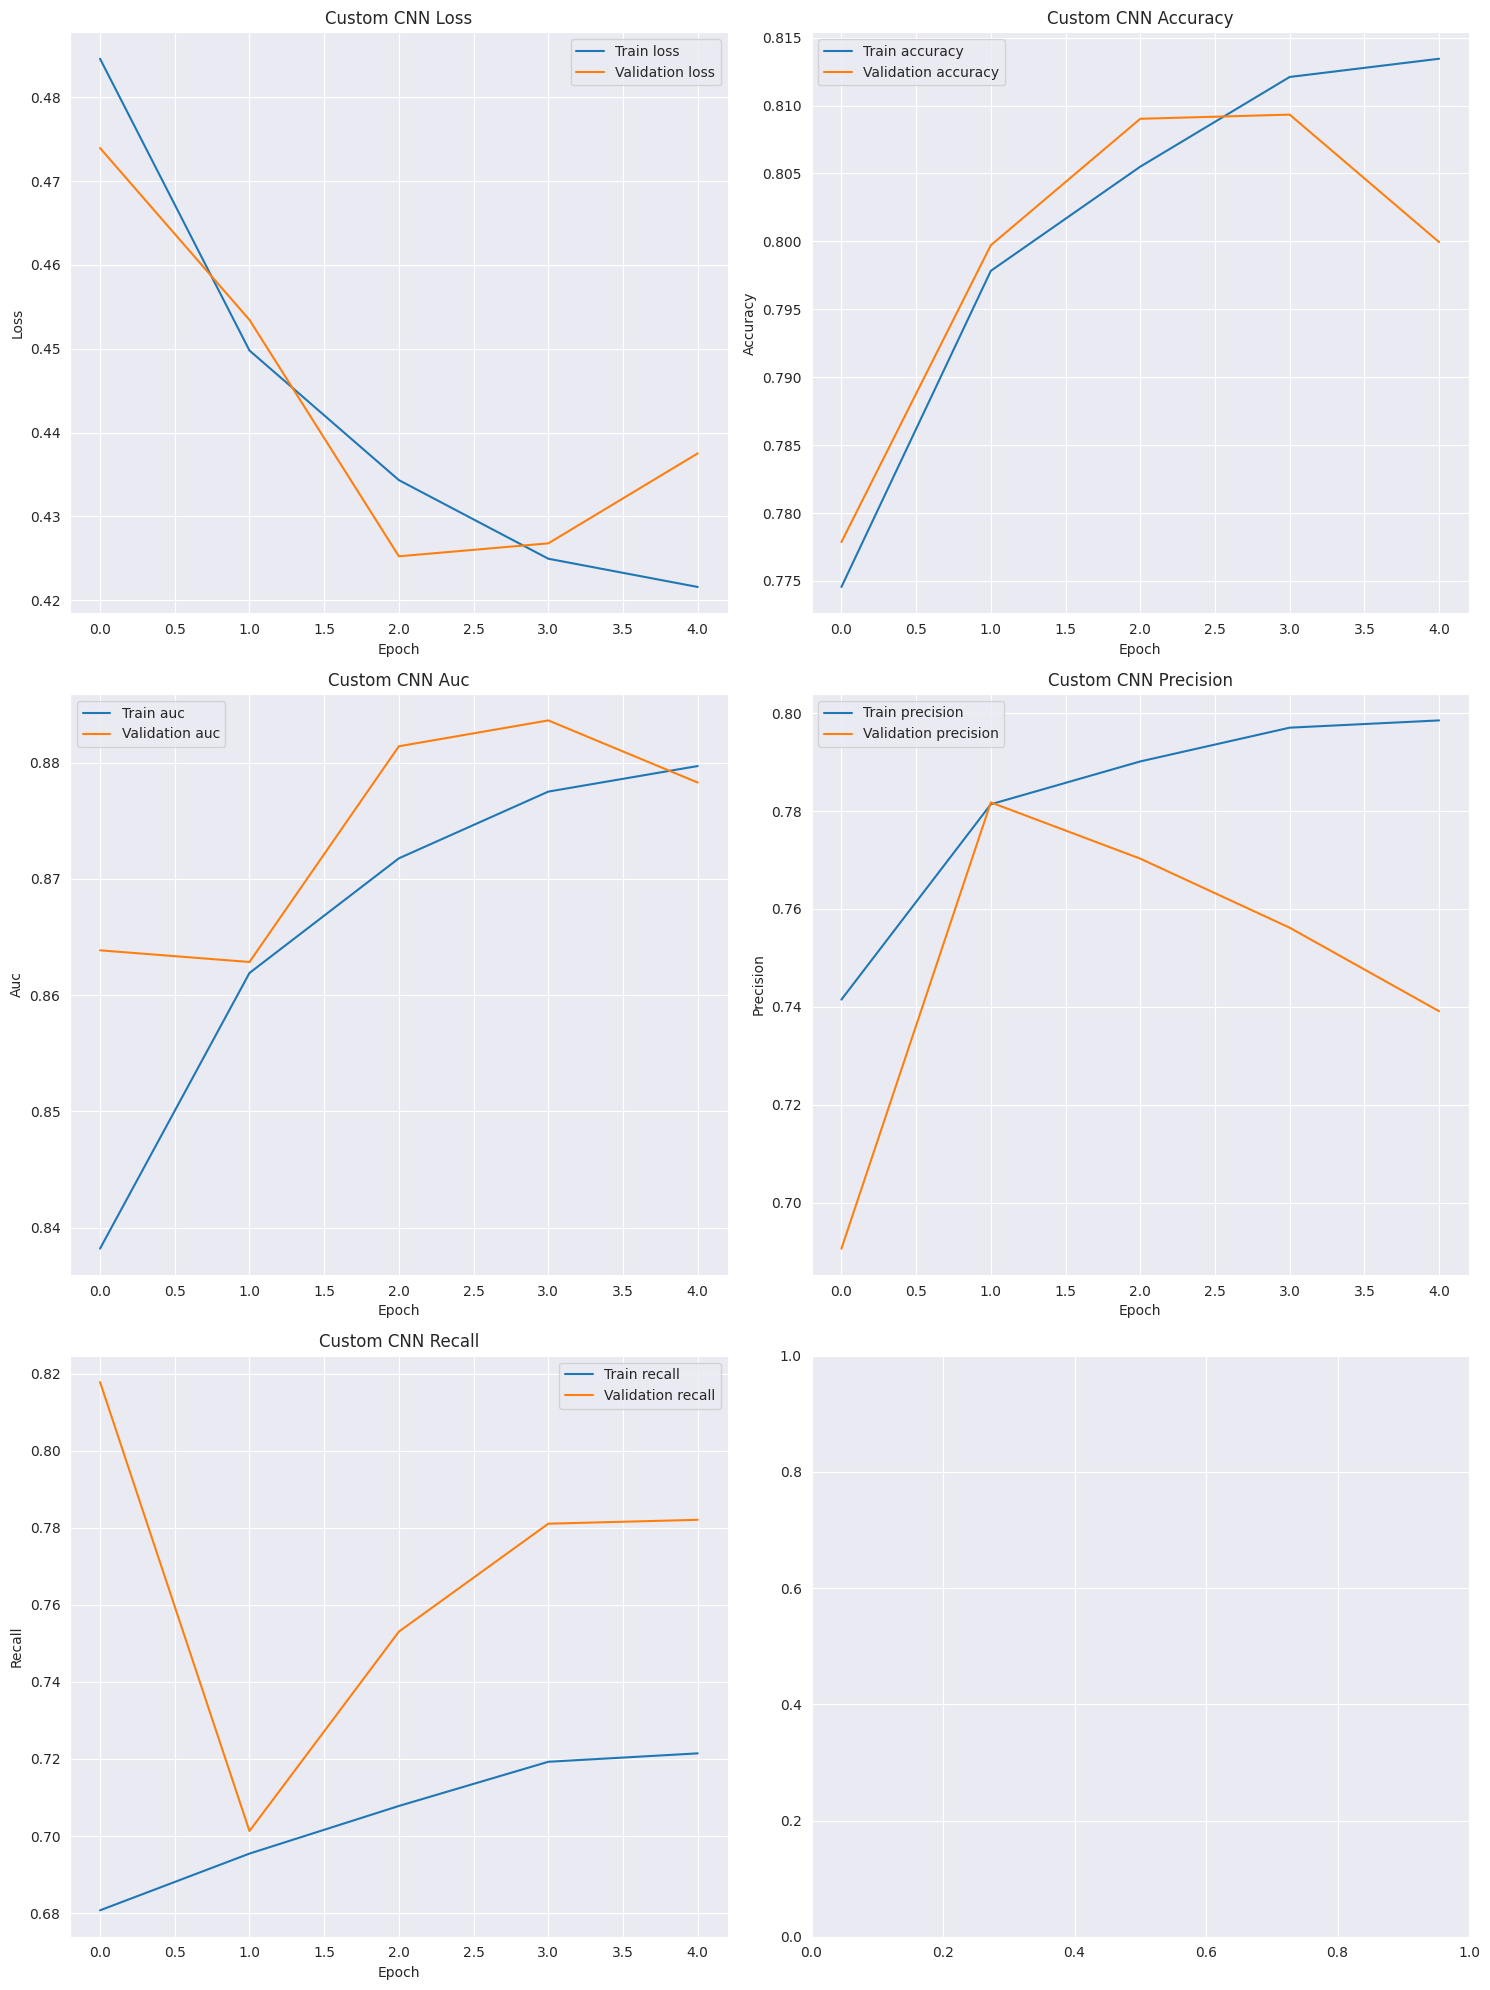 Custom CNN Loss
Train loss
Validation loss
0.48
0.47
0.46
0.45
0.44
0.43
0.42
Loss
0.0 0.5 1.0 1.5 2.0 2.5 3.0 3.5 4.0
Epoch
Custom CNN Accuracy
Train accuracy
Validation accuracy
0.815
0.810
0.805
0.800
0.795
0.790
0.785
0.780
0.775
Accuracy
0.0 0.5 1.0 1.5 2.0 2.5 3.0 3.5 4.0
Epoch
Custom CNN Auc
Train auc
Validation auc
0.88
0.87
0.86
0.85
0.84
Auc
0.0 0.5 1.0 1.5 2.0 2.5 3.0 3.5 4.0
Epoch
Custom CNN Precision
Train precision
Validation precision
0.80
0.78
0.76
0.74
0.72
0.70
Precision
0.0 0.5 1.0 1.5 2.0 2.5 3.0 3.5 4.0
Epoch
Custom CNN Recall
Train recall
Validation recall
0.82
0.80
0.78
0.76
0.74
0.72
0.70
0.68
Recall
0.0 0.5 1.0 1.5 2.0 2.5 3.0 3.5 4.0
Epoch
1.0
0.8
0.6
0.4
0.2
0.0
0.0 0.2 0.4 0.6 0.8 1.0